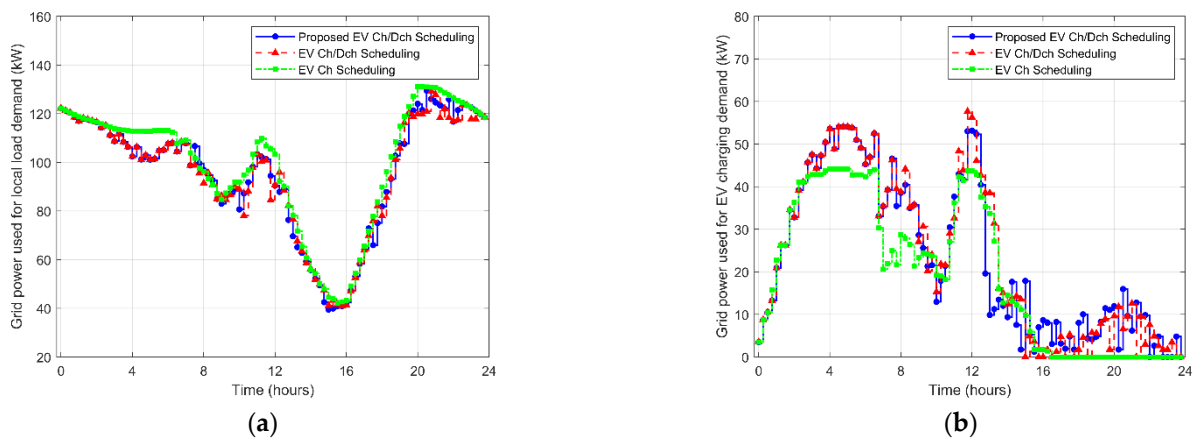 Grid power used for local load demand (kW)
160
140
120
100
80
60
40
20
0
4
8
12
16
20
24
Time (hours)
Proposed EV Ch/Dch Scheduling
EV Ch/Dch Scheduling
EV Ch Scheduling
(a)
Grid power used for EV charging demand (kW)
80
70
60
50
40
30
20
10
0
0
4
8
12
16
20
24
Time (hours)
Proposed EV Ch/Dch Scheduling
EV Ch/Dch Scheduling
EV Ch Scheduling
(b)